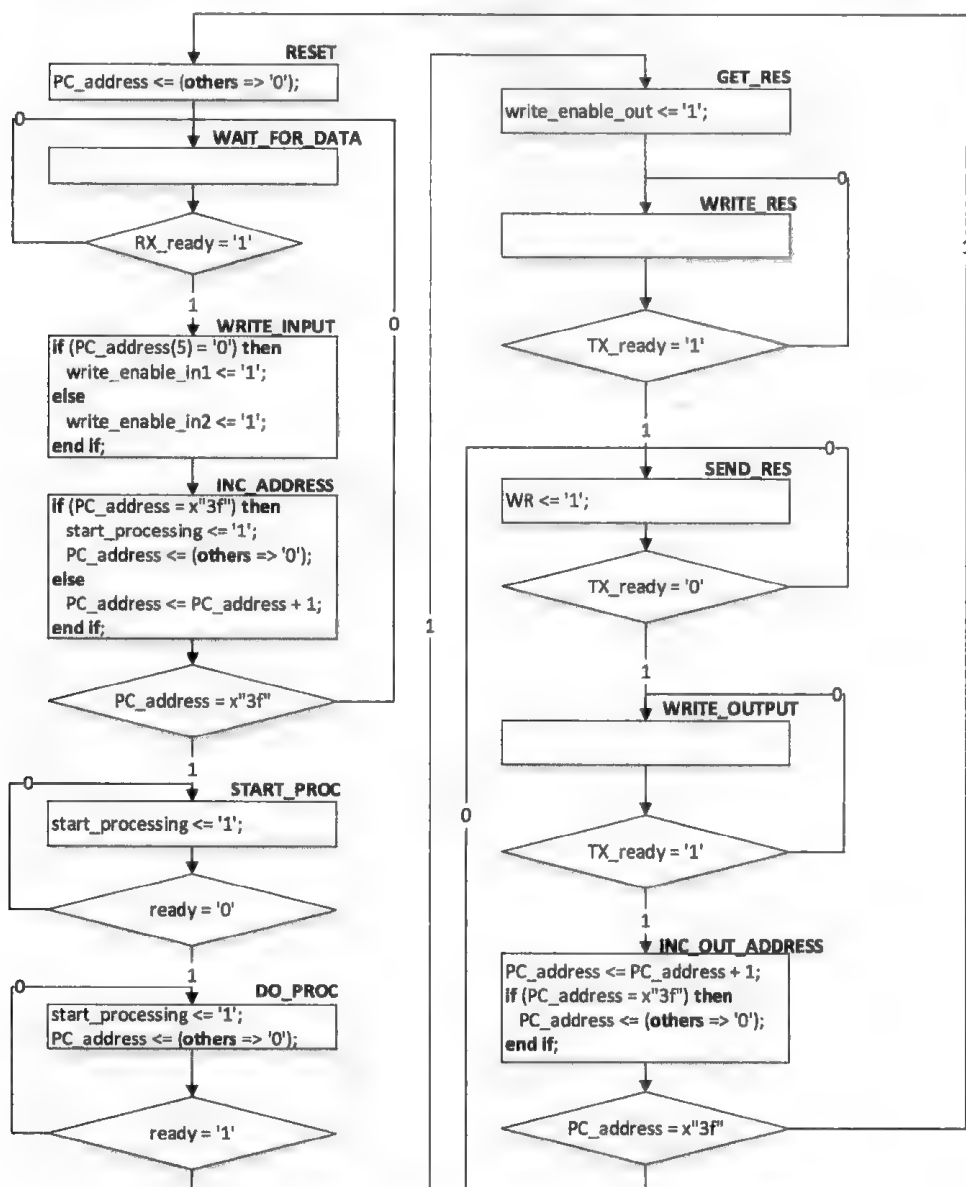 RESET
PC_address <= (others => '0');
0
WAIT_FOR_DATA
RX_ready = '1'
1
0
WRITE_INPUT
if (PC_address(5) = '0') then
write_enable_in1 <= '1';
else
write_enable_in2 <= '1';
end if;
INC_ADDRESS
if (PC_address = x"3f") then
start_processing <= '1';
PC_address <= (others => '0');
else
PC_address <= PC_address + 1;
end if;
PC_address = x"3f"
1
0
START_PROC
start_processing <= '1';
ready = '0'
1
0
DO_PROC
start_processing <= '1';
PC_address <= (others => '0');
ready = '1'
1
GET_RES
write_enable_out <= '1';
0
WRITE_RES
TX_ready = '1'
1
0
SEND_RES
WR <= '1';
TX_ready = '0'
1
0
WRITE_OUTPUT
0
TX_ready = '1'
1
INC_OUT_ADDRESS
PC_address <= PC_address + 1;
if (PC_address = x"3f") then
PC_address <= (others => '0');
end if;
PC_address = x"3f"
1